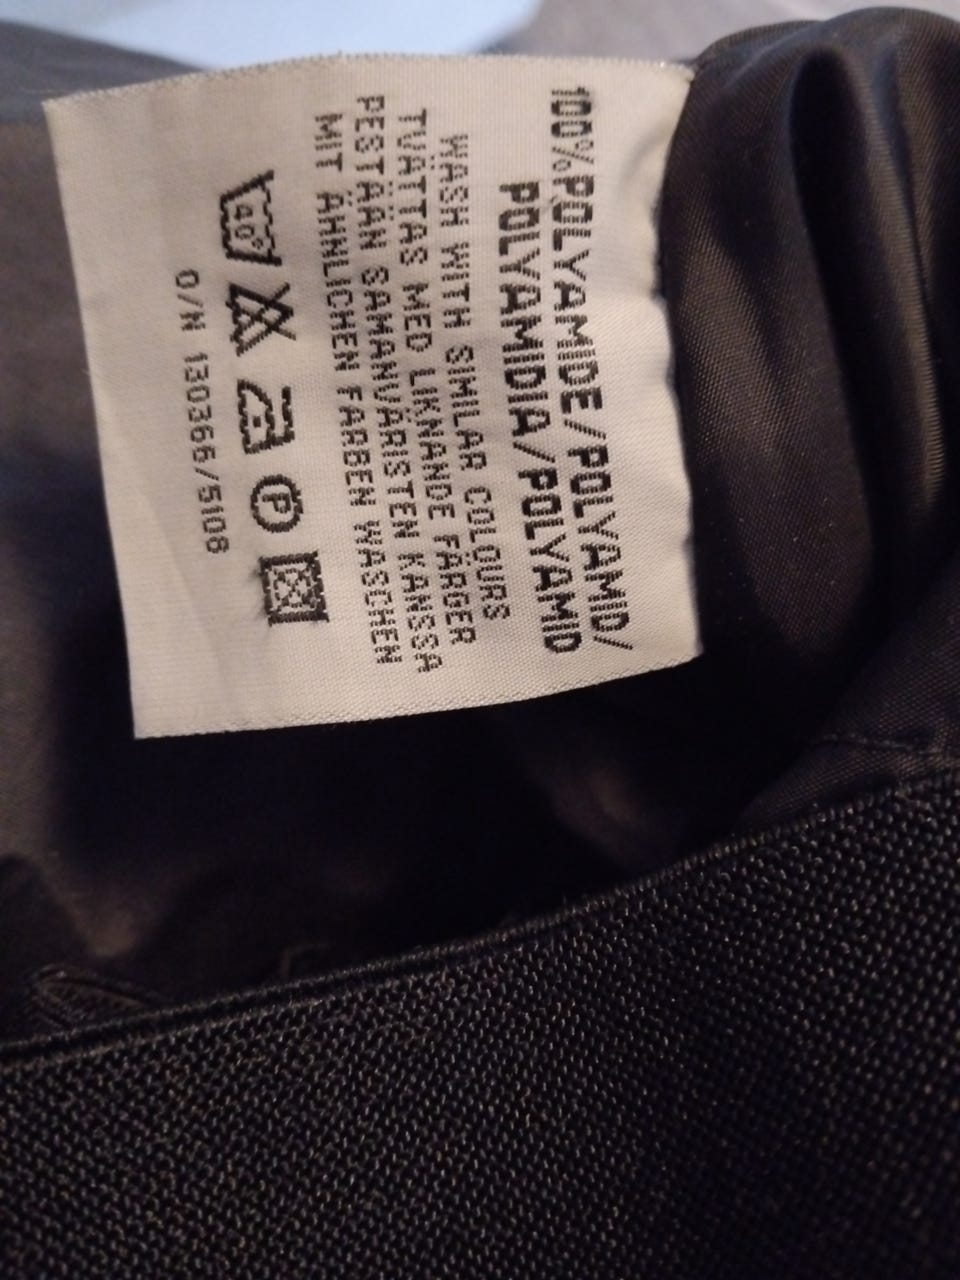 100%POLYAMIDE/POLYAMID/
POLYAMIDIA/POLYAMID
WASH WITH SIMILAR COLOURS
TVÄTTAS MED LIKNANDE FÄRGER
PESTÄÄN SAMANVÄRISTEN KANSSA
MIT ÄHNLICHEN FARBEN WASCHEN
40°
P
O/N 130366/5108